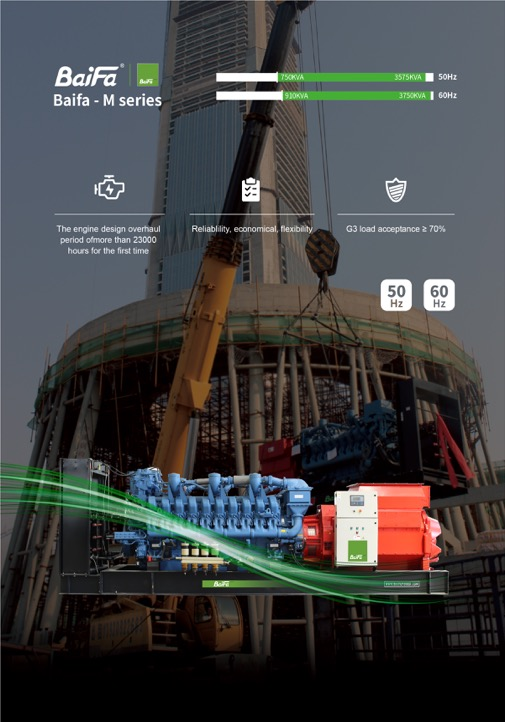 BaiFa®
BaiFa
Baifa - M series
750KVA 3575KVA 50Hz
910KVA 3750KVA 60Hz
The engine design overhaul
period ofmore than 23000
hours for the first time
Reliablility, economical, flexibility
G3 load acceptance ≥ 70%
50 60
Hz Hz
BaiFa
BaiFa